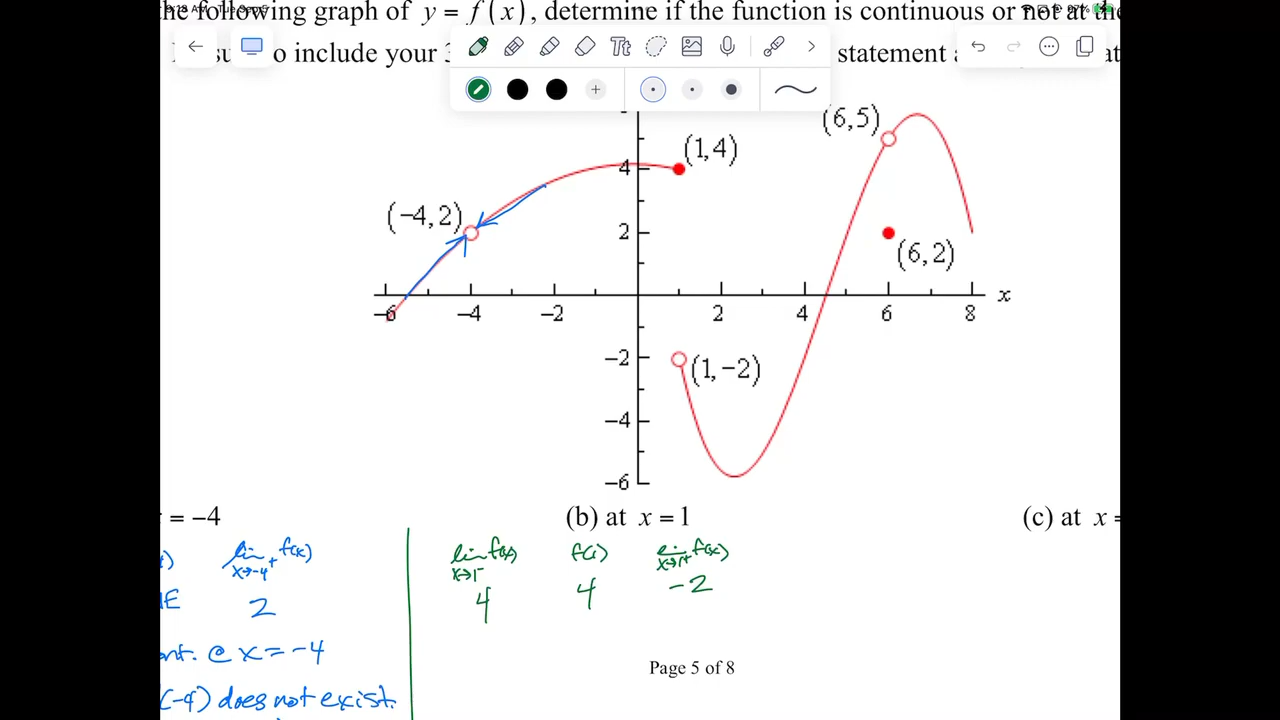 the following graph of y = f(x), determine if the function is continuous or not at the
to include your 3
statement
Tt
(6,5)
(1,4)
4
(−4,2)
2
(6,2)
−6 −4 −2 2 4 6 8 x
−2
(1,−2)
−4
−6
= −4 (b) at x = 1 (c) at x =
lim x→-4⁺ f(x) lim x→1⁻ f(x) f(1) lim x→1⁺ f(x)
2 4 4 -2
@ x = -4
Page 5 of 8
(-4) does not exist.